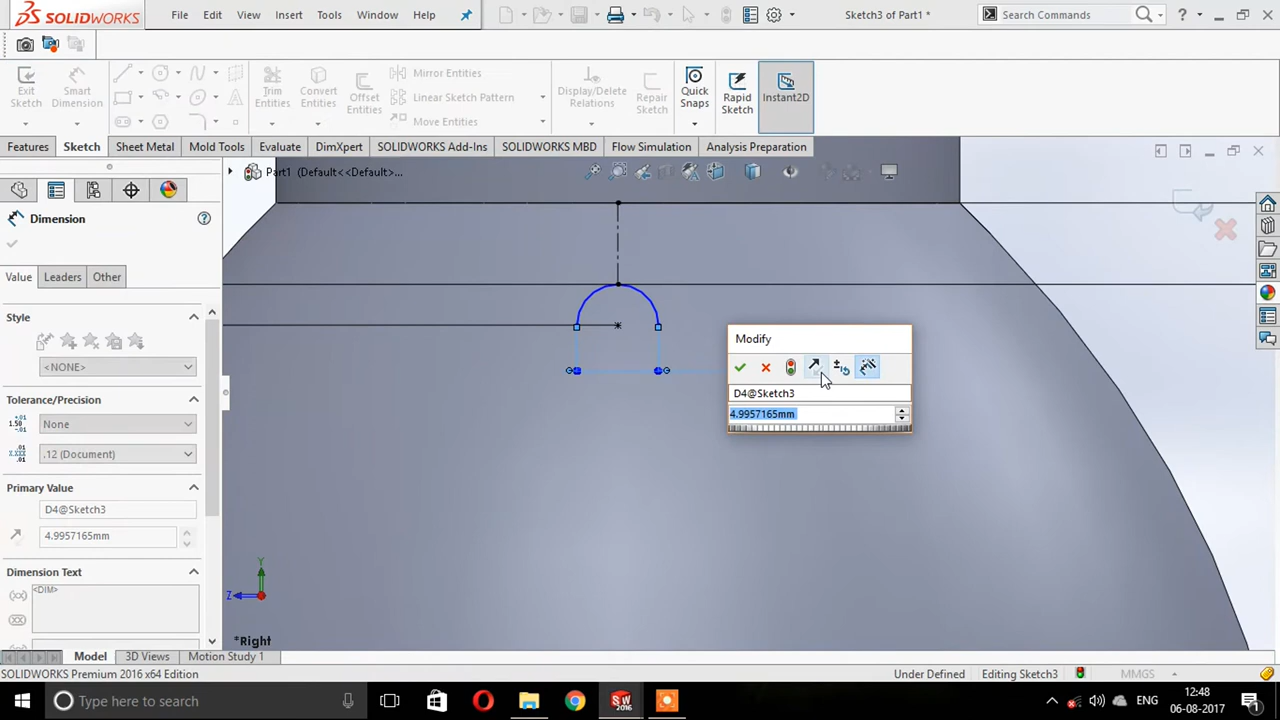 SOLIDWORKS File Edit View Insert Tools Window Help Sketch3 of Part1 * Search Commands ?
Exit Sketch Smart Dimension Trim Entities Convert Entities Offset Entities Mirror Entities Linear Sketch Pattern Move Entities Display/Delete Relations Repair Sketch Quick Snaps Rapid Sketch Instant2D
Features Sketch Sheet Metal Mold Tools Evaluate DimXpert SOLIDWORKS Add-Ins SOLIDWORKS MBD Flow Simulation Analysis Preparation
Part1 (Default<<Default>...
Dimension
Value Leaders Other
Style
<NONE>
Tolerance/Precision
None
.12 (Document)
Primary Value
D4@Sketch3
4.9957165mm
Dimension Text
<DIM>
Modify
D4@Sketch3
4.9957165mm
Y
Z
*Right
Model 3D Views Motion Study 1
SOLIDWORKS Premium 2016 x64 Edition Under Defined Editing Sketch3 MMGS
Type here to search ENG 12:48
06-08-2017